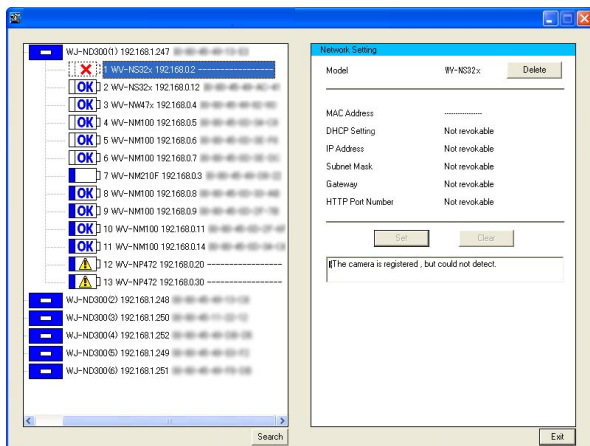 WJ-ND300(1) 192.168.1.247
1 WV-NS32x 192.168.0.2 ----------------
OK 2 WV-NS32x 192.168.0.12
OK 3 WV-NW47x 192.168.0.4
OK 4 WV-NM100 192.168.0.5
OK 5 WV-NM100 192.168.0.6
OK 6 WV-NM100 192.168.0.7
7 WV-NM210F 192.168.0.3
OK 8 WV-NM100 192.168.0.8
OK 9 WV-NM100 192.168.0.9
OK 10 WV-NM100 192.168.0.11
OK 11 WV-NM100 192.168.0.14
12 WV-NP472 192.168.0.20 ----------------
13 WV-NP472 192.168.0.30 ----------------
WJ-ND300(2) 192.168.1.248
WJ-ND300(3) 192.168.1.250
WJ-ND300(4) 192.168.1.252
WJ-ND300(5) 192.168.1.249
WJ-ND300(6) 192.168.1.251
Search
Network Setting
Model WV-NS32x Delete
MAC Address ----------------
DHCP Setting Not revokable
IP Address Not revokable
Subnet Mask Not revokable
Gateway Not revokable
HTTP Port Number Not revokable
Set Clear
The camera is registered , but could not detect.
Exit